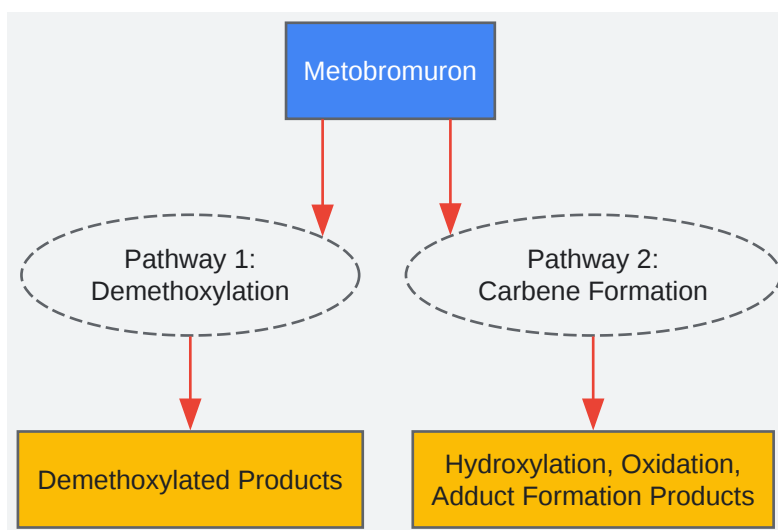 Metobromuron
Pathway 1:
Demethoxylation
Pathway 2:
Carbene Formation
Demethoxylated Products
Hydroxylation, Oxidation,
Adduct Formation Products